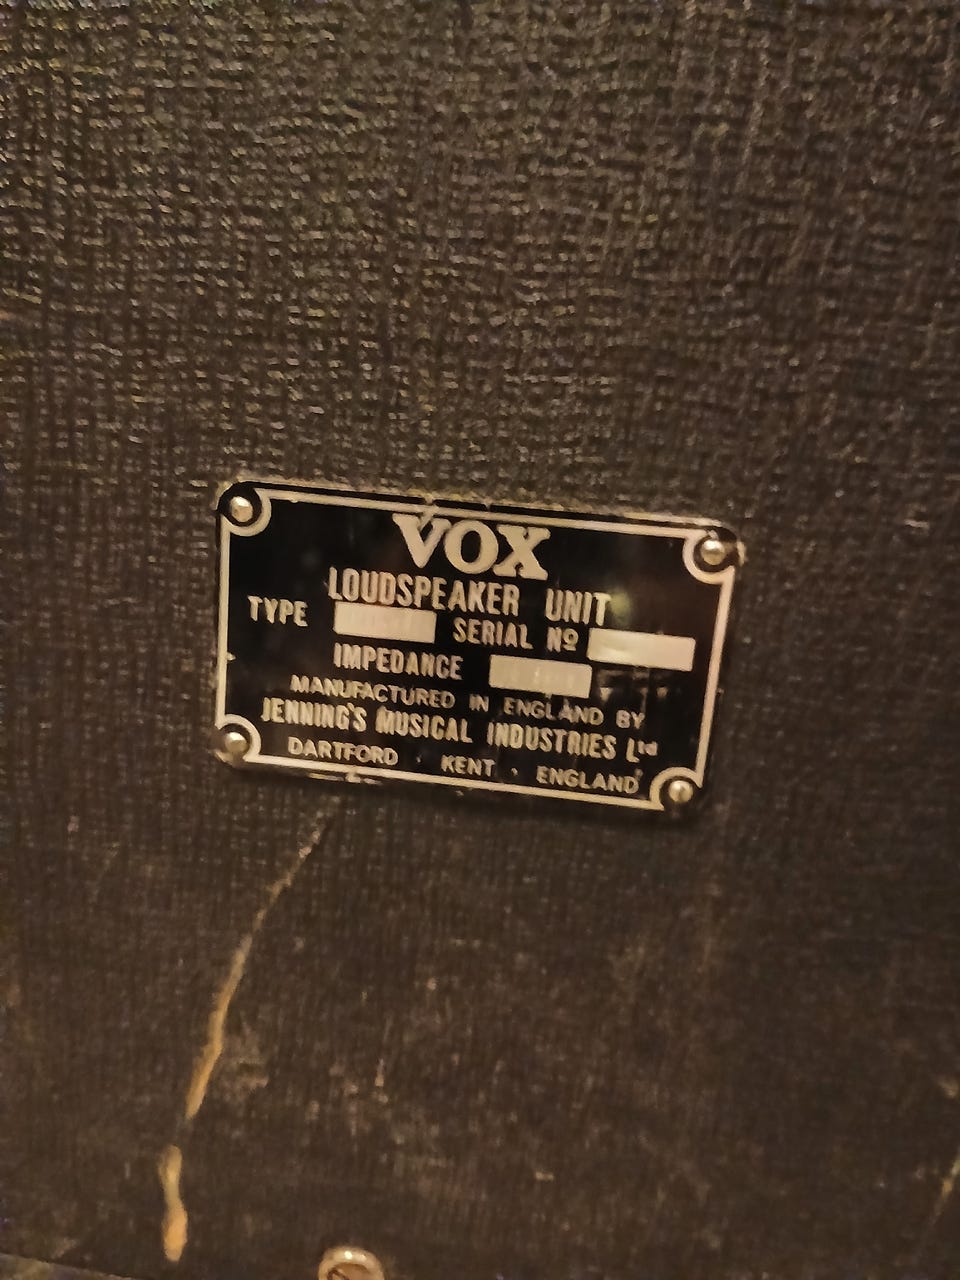 VOX
LOUDSPEAKER UNIT
TYPE SERIAL Nº
IMPEDANCE
MANUFACTURED IN ENGLAND BY
JENNING'S MUSICAL INDUSTRIES Ltd
DARTFORD · KENT · ENGLAND